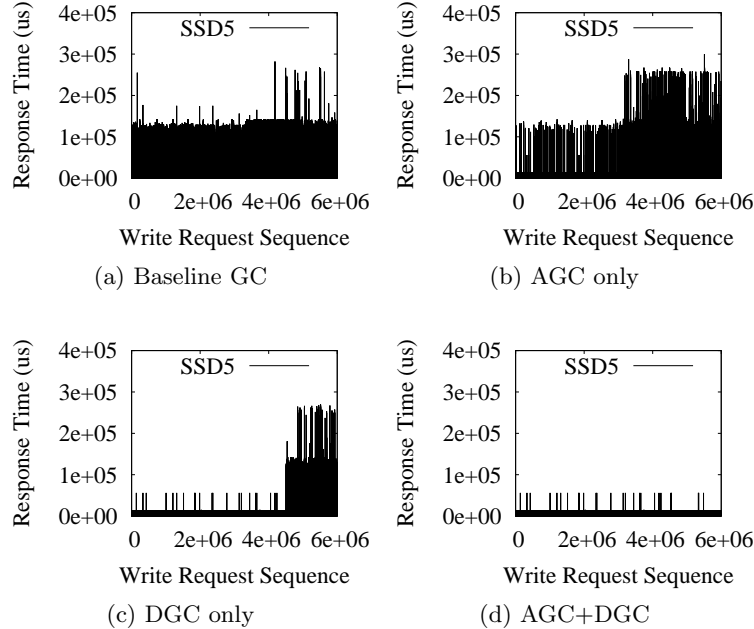 Response Time (us)
4e+05
3e+05
2e+05
1e+05
0e+00
SSD5
0 2e+06 4e+06 6e+06
Write Request Sequence
(a) Baseline GC
Response Time (us)
4e+05
3e+05
2e+05
1e+05
0e+00
SSD5
0 2e+06 4e+06 6e+06
Write Request Sequence
(b) AGC only
Response Time (us)
4e+05
3e+05
2e+05
1e+05
0e+00
SSD5
0 2e+06 4e+06 6e+06
Write Request Sequence
(c) DGC only
Response Time (us)
4e+05
3e+05
2e+05
1e+05
0e+00
SSD5
0 2e+06 4e+06 6e+06
Write Request Sequence
(d) AGC+DGC